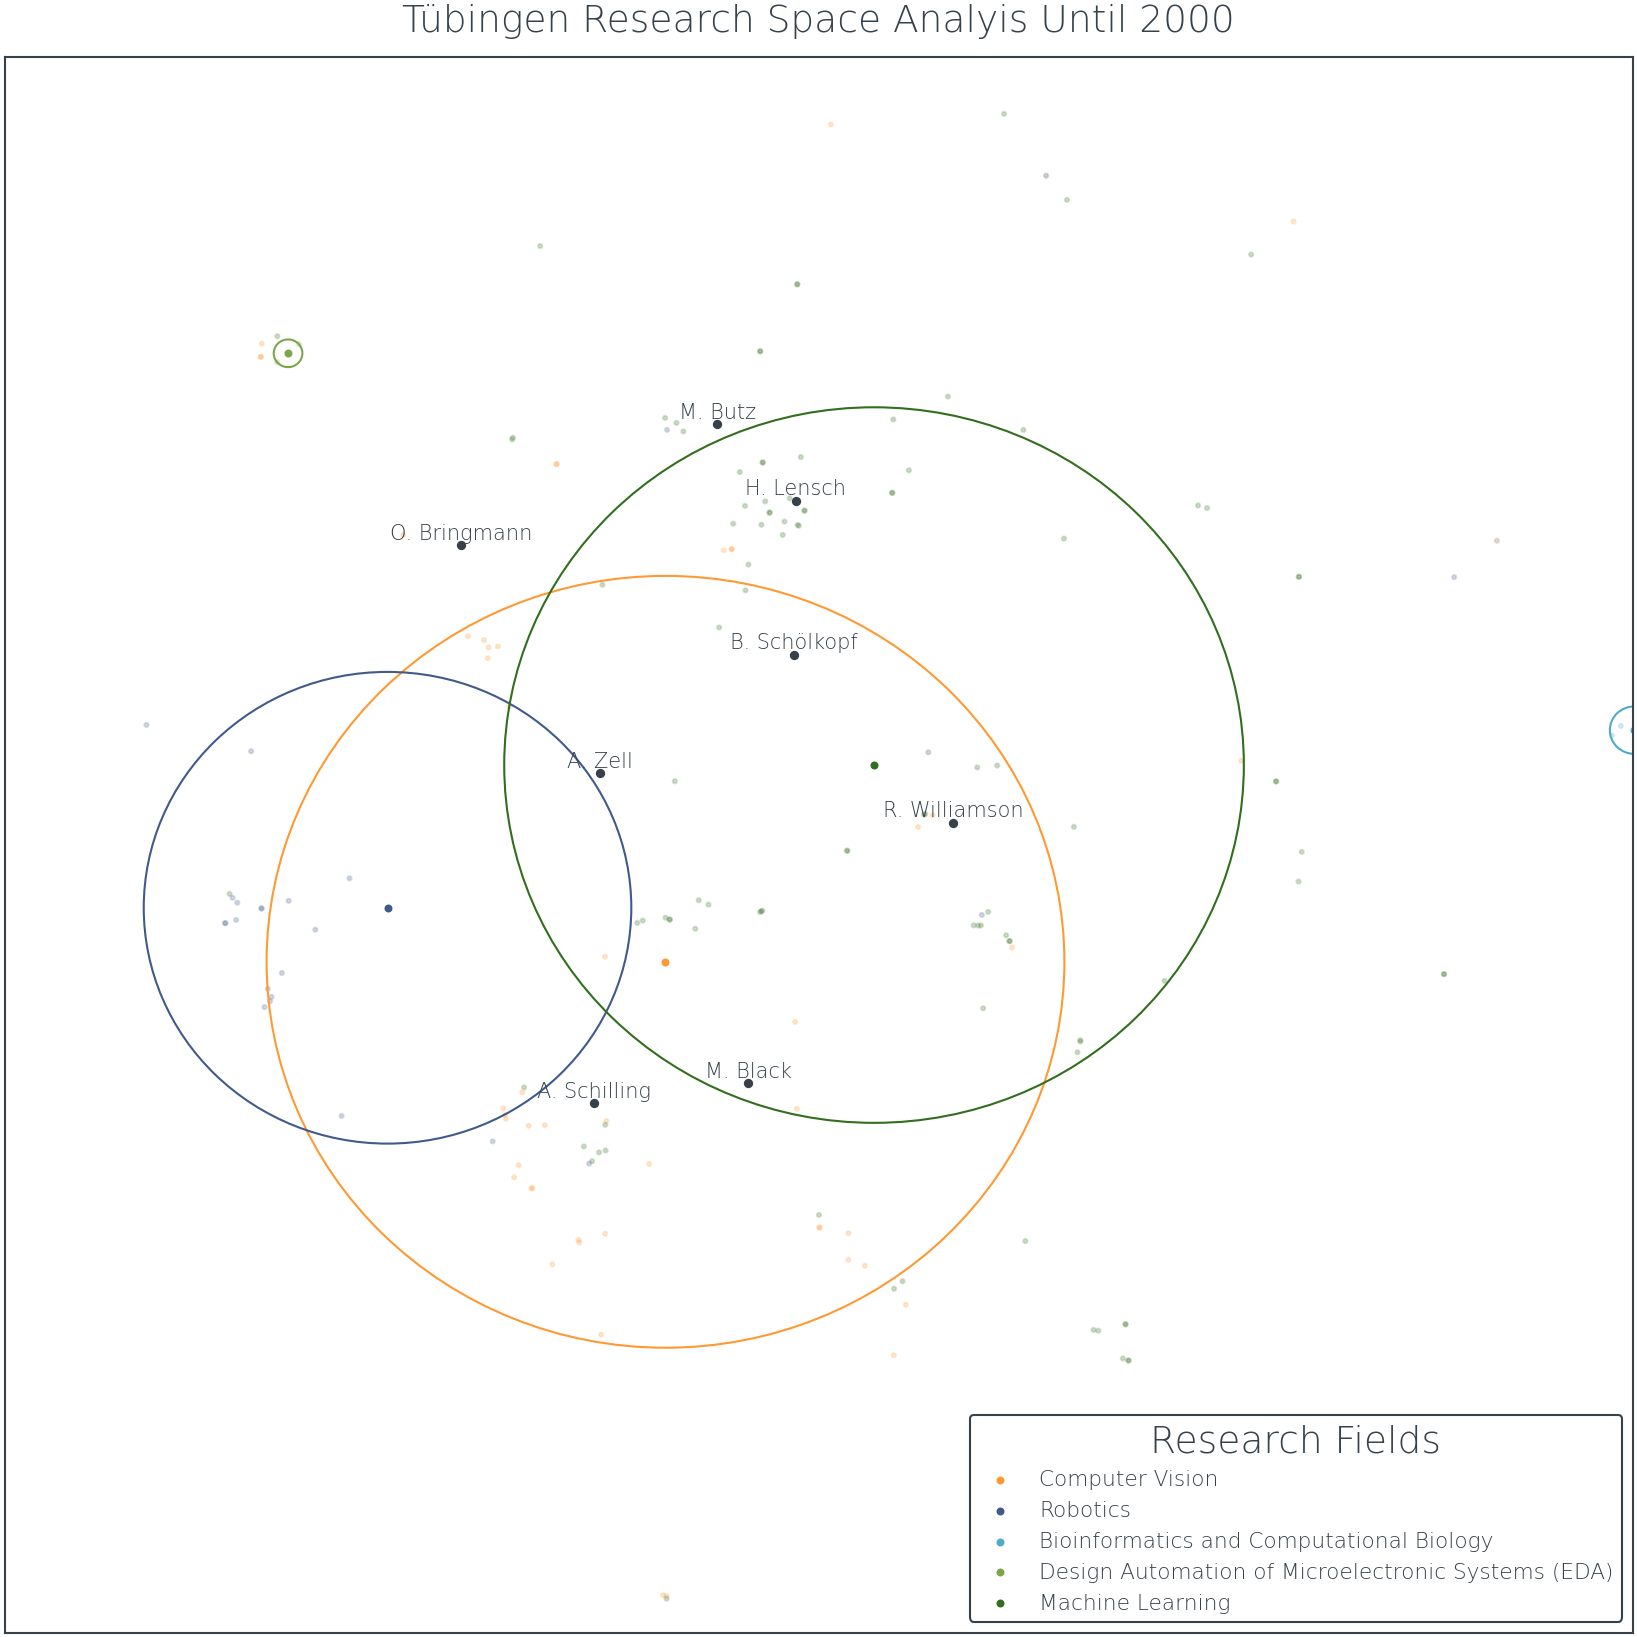 Tübingen Research Space Analyis Until 2000
M. Butz
H. Lensch
O. Bringmann
B. Schölkopf
A. Zell
R. Williamson
M. Black
A. Schilling
Research Fields
Computer Vision
Robotics
Bioinformatics and Computational Biology
Design Automation of Microelectronic Systems (EDA)
Machine Learning